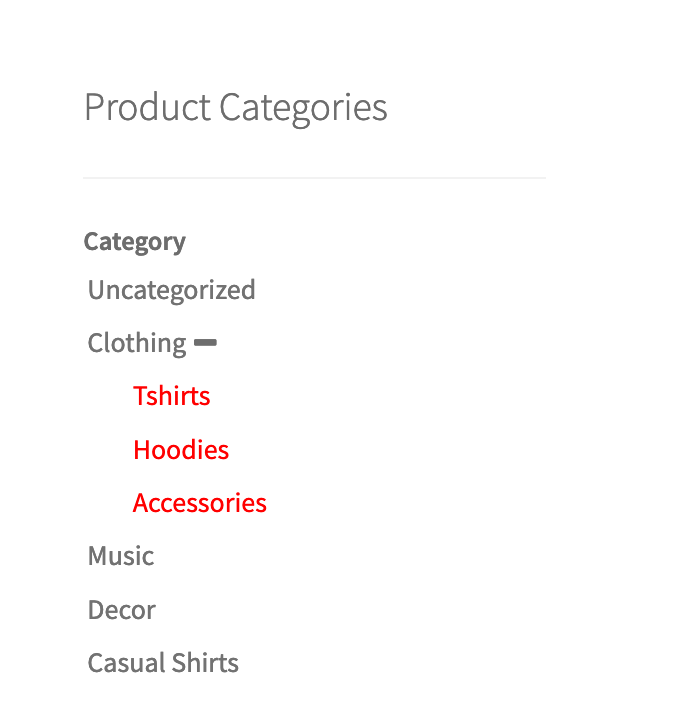 Product Categories
Category
Uncategorized
Clothing
Tshirts
Hoodies
Accessories
Music
Decor
Casual Shirts